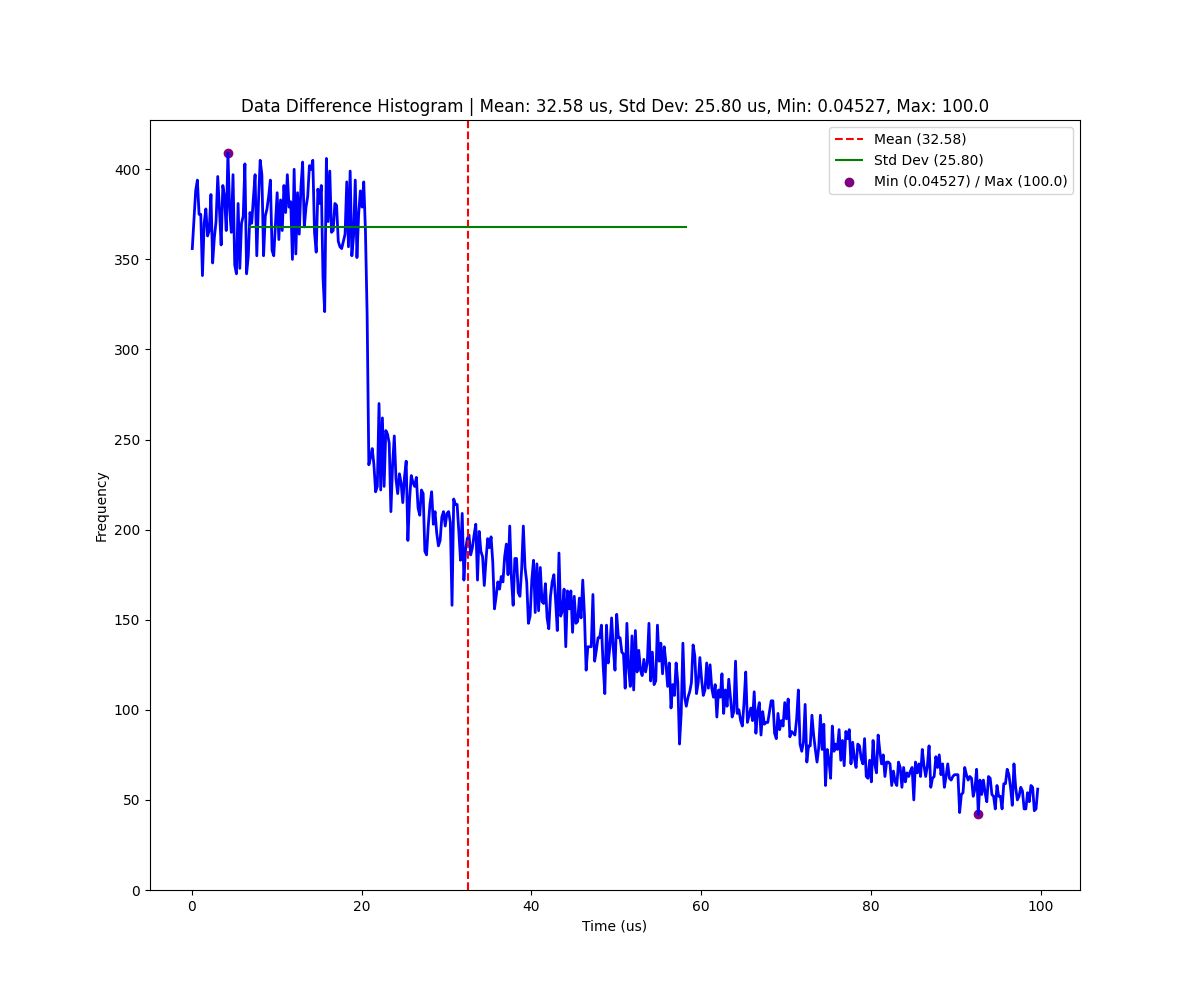 Data Difference Histogram | Mean: 32.58 us, Std Dev: 25.80 us, Min: 0.04527, Max: 100.0
Mean (32.58)
Std Dev (25.80)
Min (0.04527) / Max (100.0)
Frequency
400
350
300
250
200
150
100
50
0
0 20 40 60 80 100
Time (us)